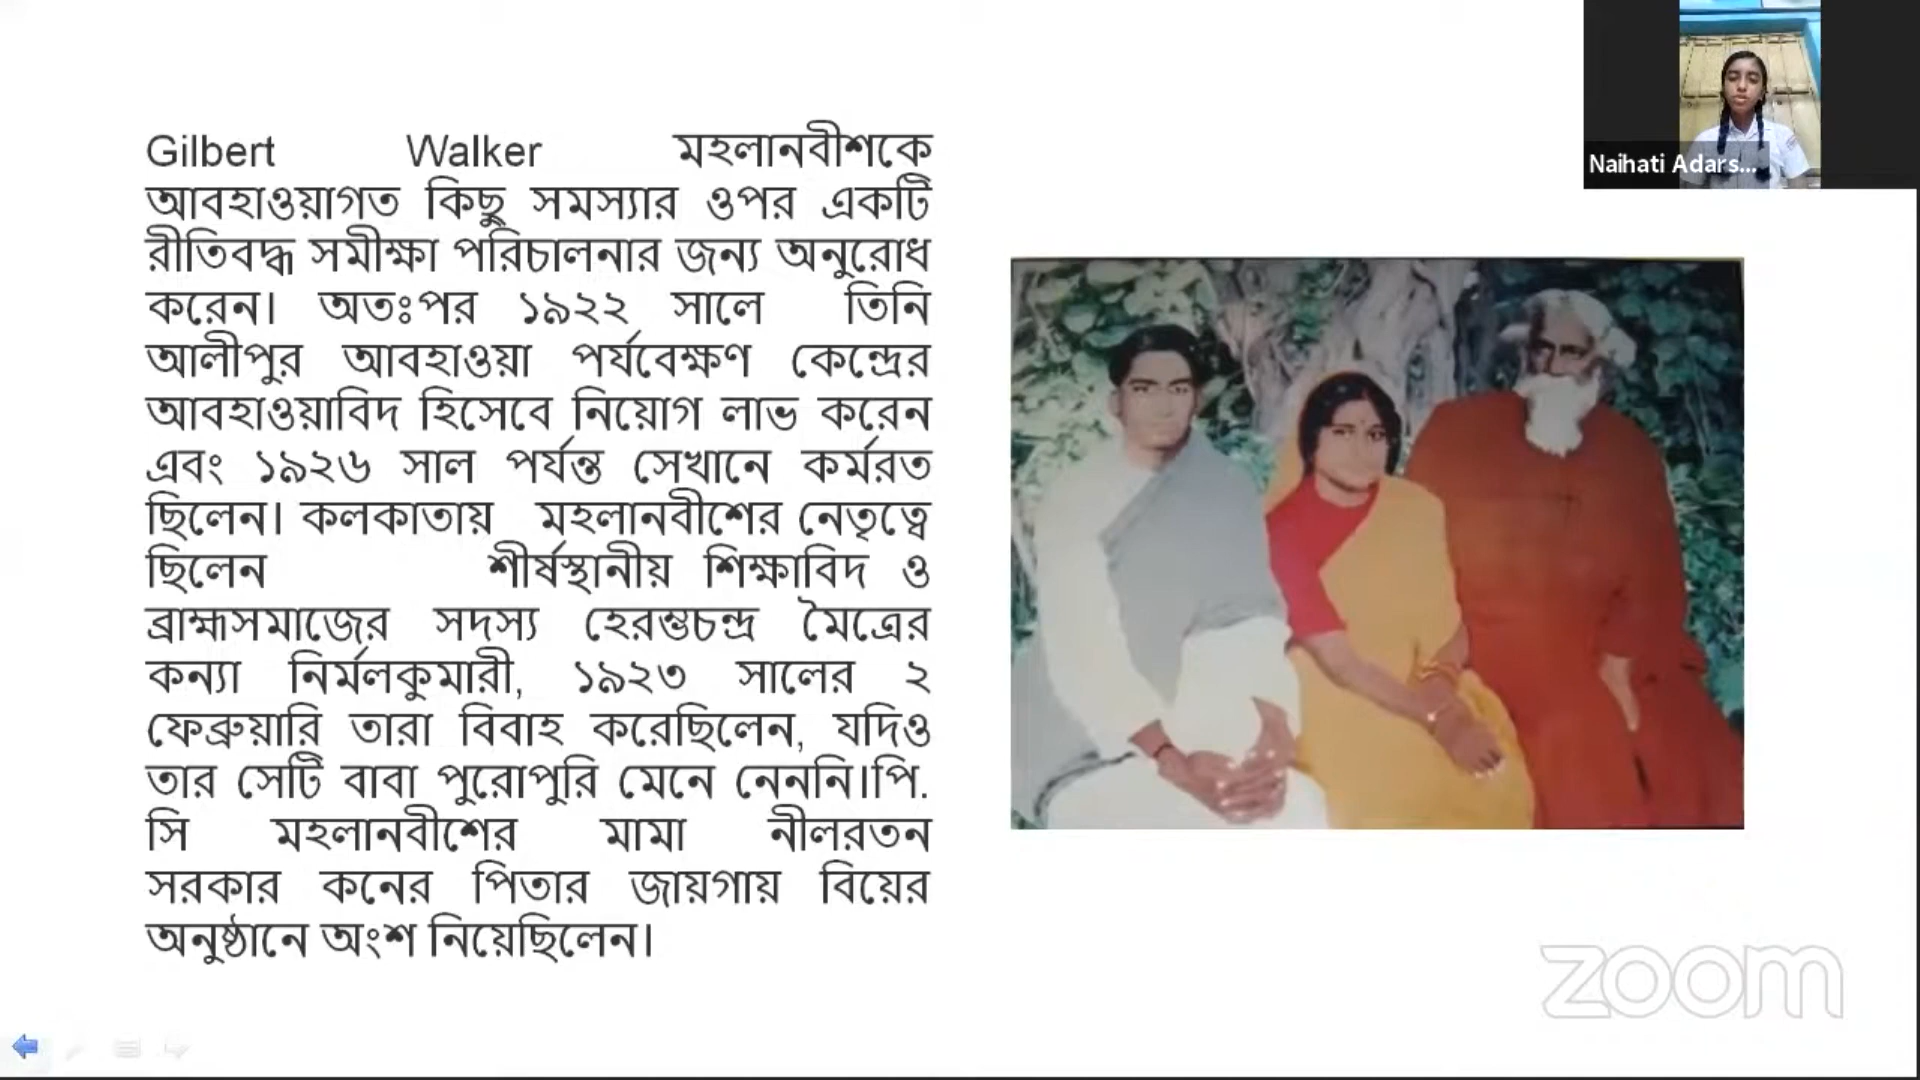 Gilbert Walker মহলানবীশকে
আবহাওয়াগত কিছু সমস্যার ওপর একটি
রীতিবদ্ধ সমীক্ষা পরিচালনার জন্য অনুরোধ
করেন। অতঃপর ১৯২২ সালে তিনি
আলীপুর আবহাওয়া পর্যবেক্ষণ কেন্দ্রের
আবহাওয়াবিদ হিসেবে নিয়োগ লাভ করেন
এবং ১৯২৬ সাল পর্যন্ত সেখানে কর্মরত
ছিলেন। কলকাতায় মহলানবীশের নেতৃত্বে
ছিলেন শীর্ষস্থানীয় শিক্ষাবিদ ও
ব্রাহ্মসমাজের সদস্য হেরম্ভচন্দ্র মৈত্রের
কন্যা নির্মলকুমারী, ১৯২৩ সালের ২
ফেব্রুয়ারি তারা বিবাহ করেছিলেন, যদিও
তার সেটি বাবা পুরোপুরি মেনে নেননি।পি.
সি মহলানবীশের মামা নীলরতন
সরকার কনের পিতার জায়গায় বিয়ের
অনুষ্ঠানে অংশ নিয়েছিলেন।
Naihati Adars...
zoom